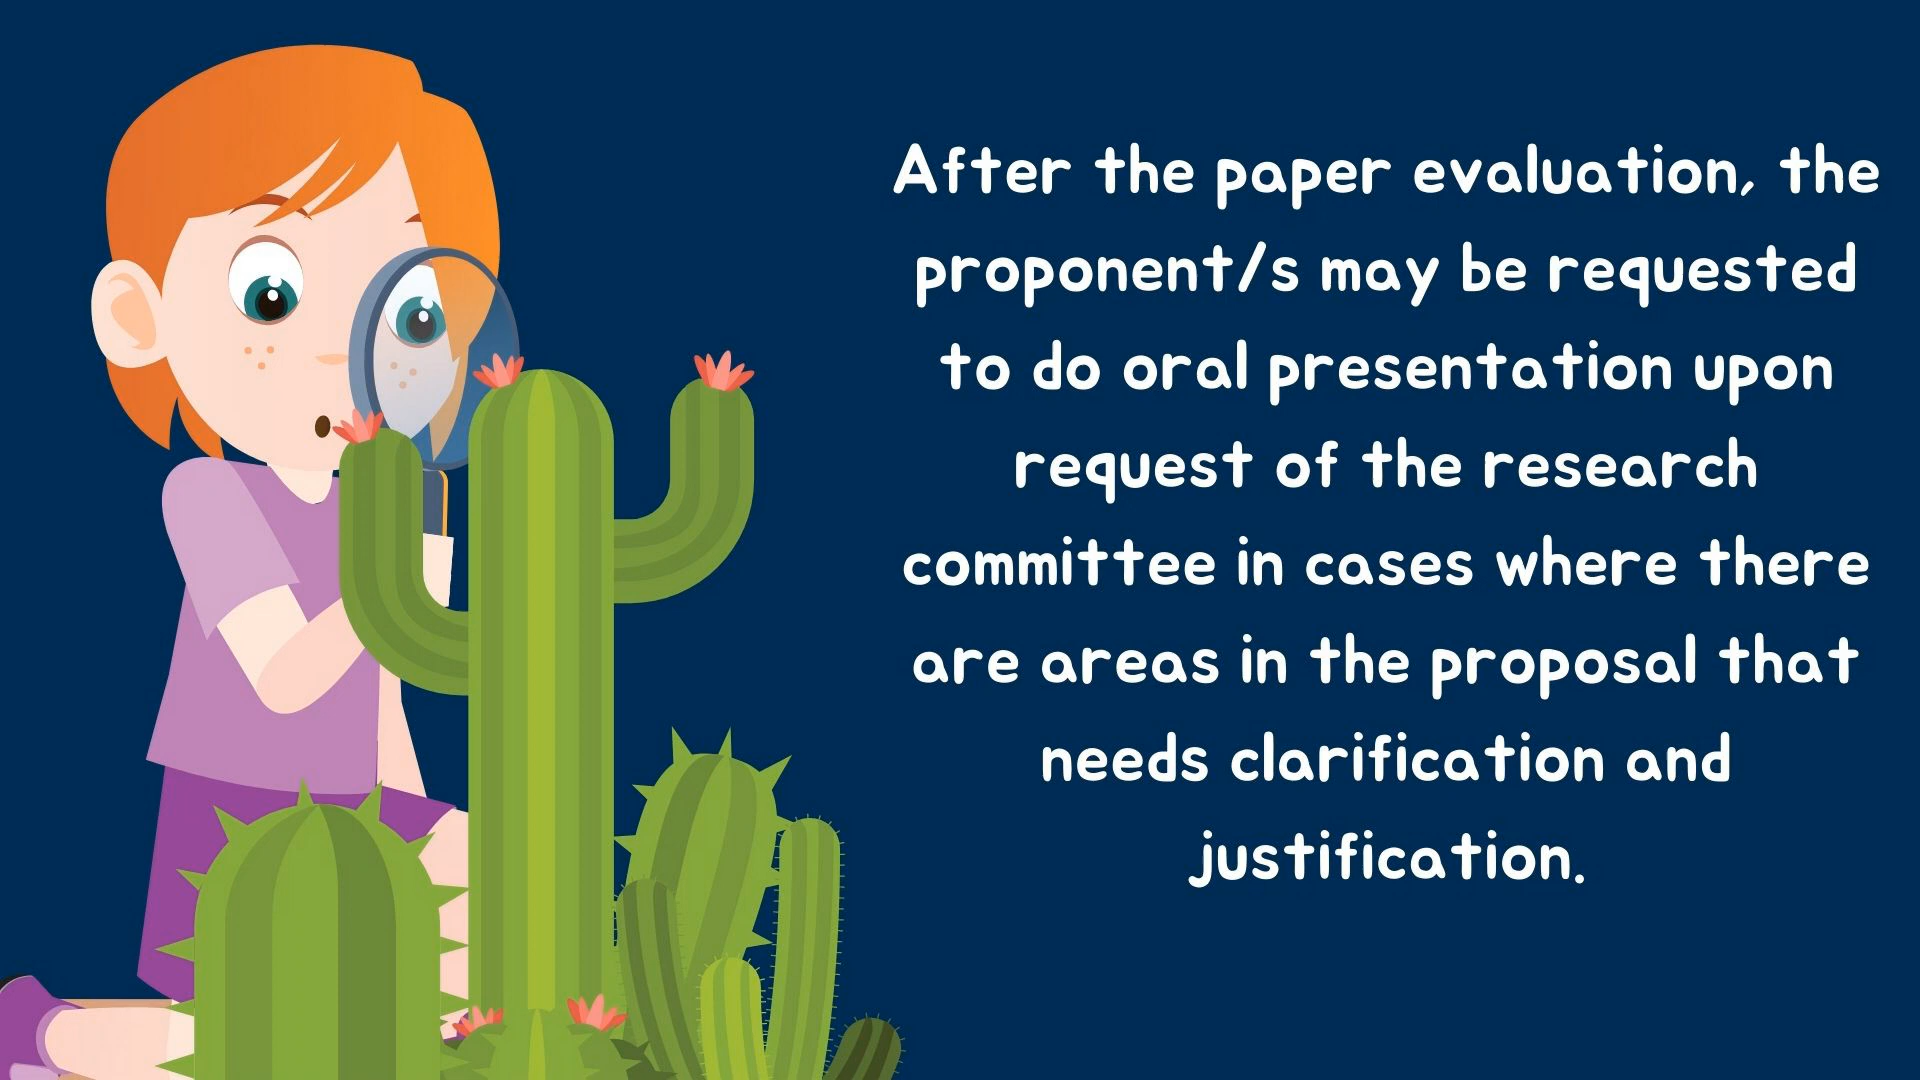 After the paper evaluation, the
proponent/s may be requested
to do oral presentation upon
request of the research
committee in cases where there
are areas in the proposal that
needs clarification and
justification.